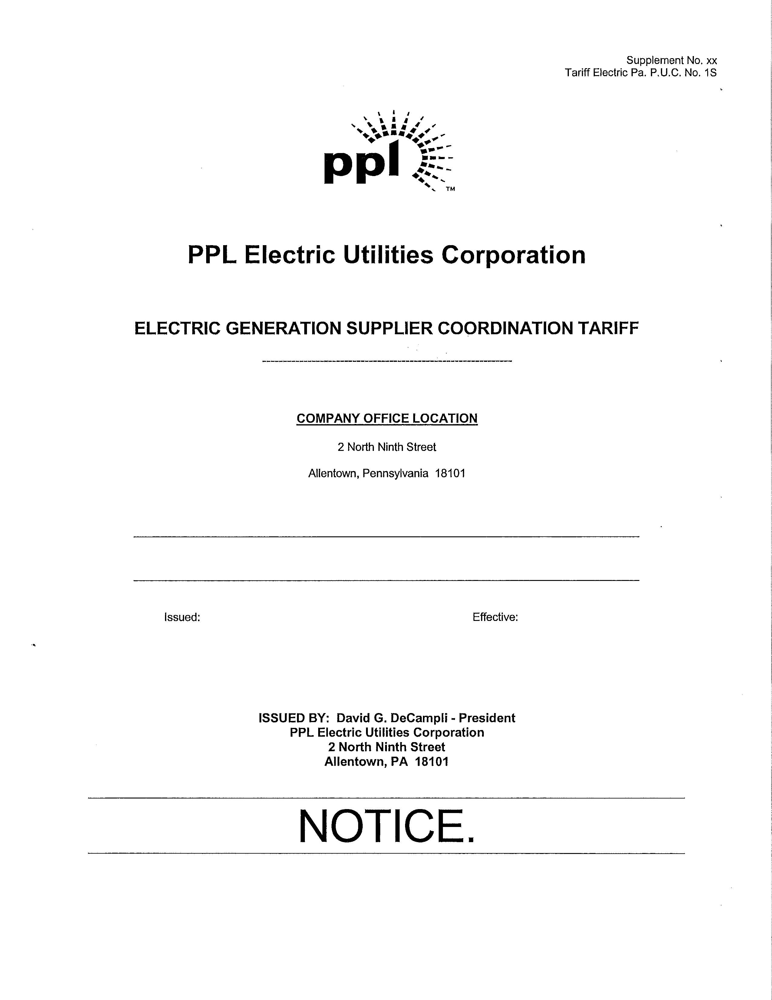 Supplement No. xx
Tariff Electric Pa. P.U.C. No. 1S
ppl
TM
PPL Electric Utilities Corporation
ELECTRIC GENERATION SUPPLIER COORDINATION TARIFF
COMPANY OFFICE LOCATION
2 North Ninth Street
Allentown, Pennsylvania 18101
Issued: Effective:
ISSUED BY: David G. DeCampli - President
PPL Electric Utilities Corporation
2 North Ninth Street
Allentown, PA 18101
NOTICE.